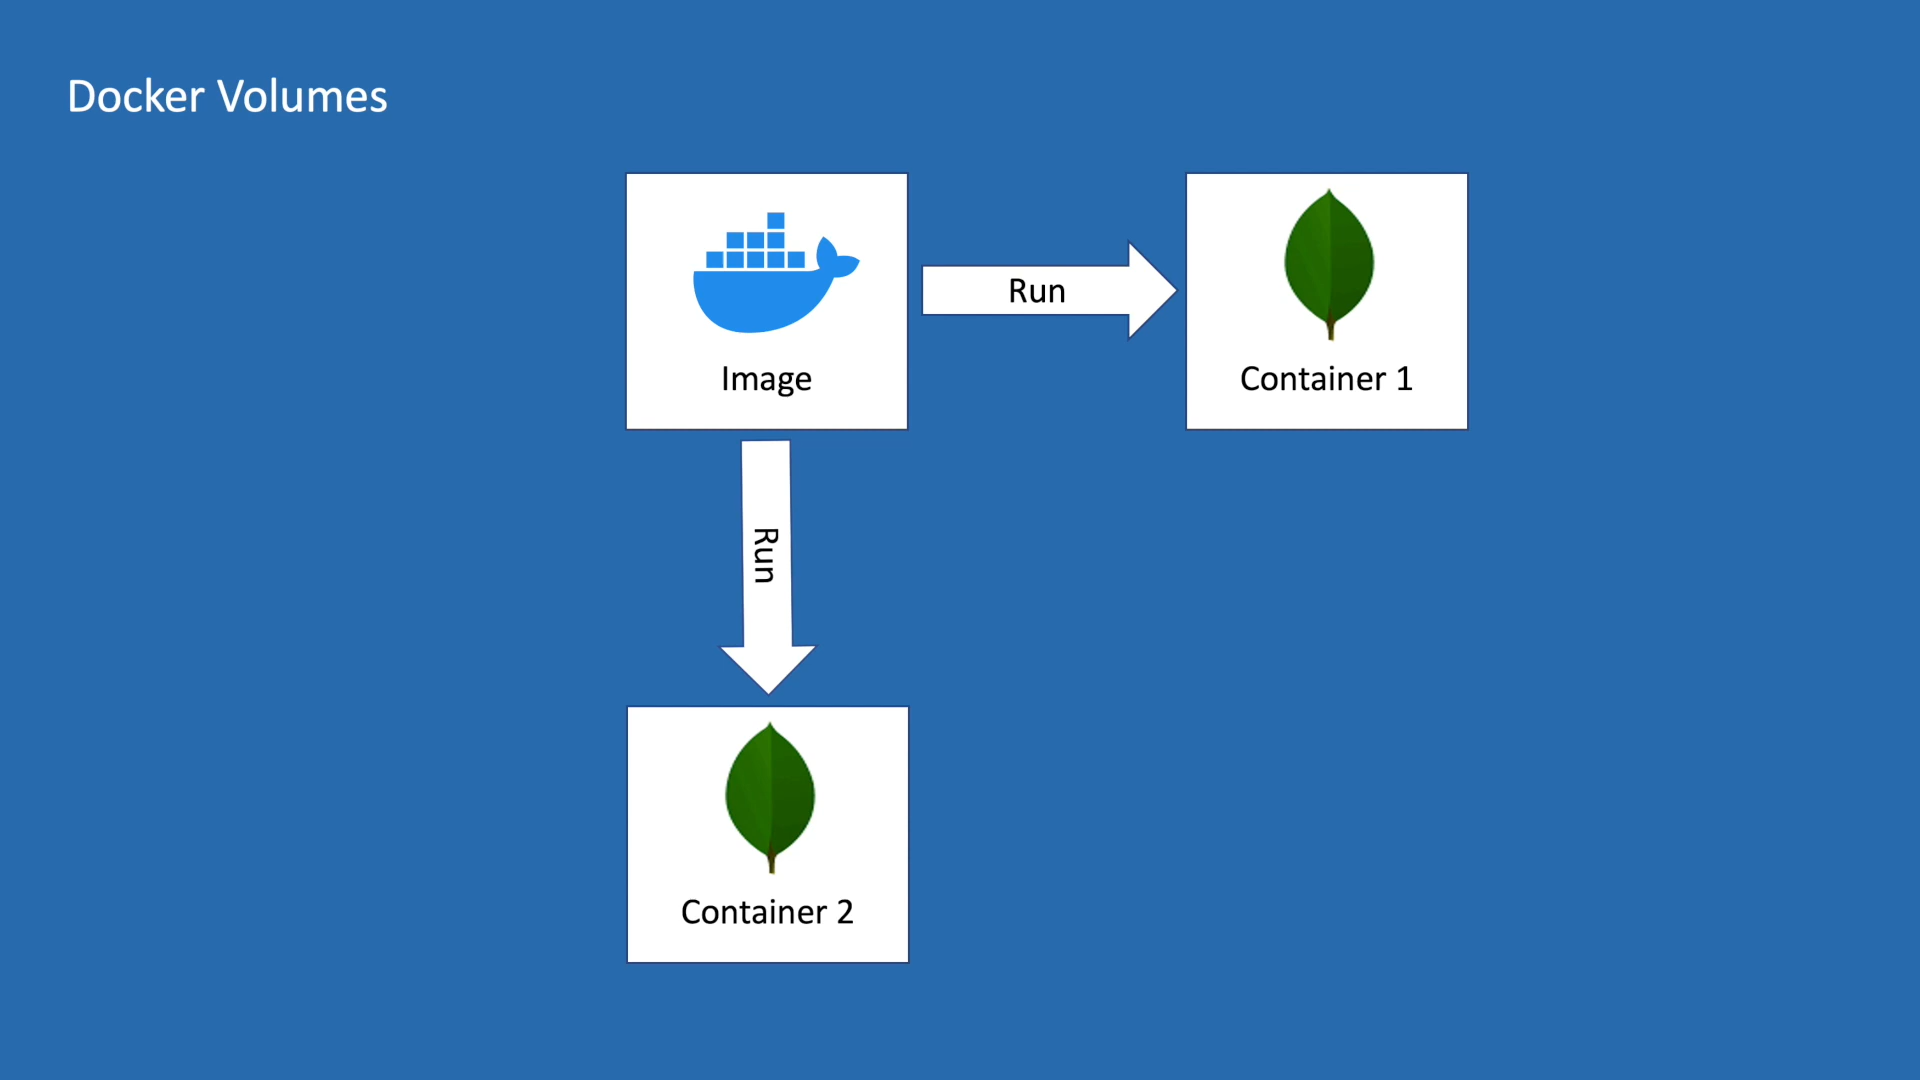 Docker Volumes
Image
Run
Container 1
Run
Container 2